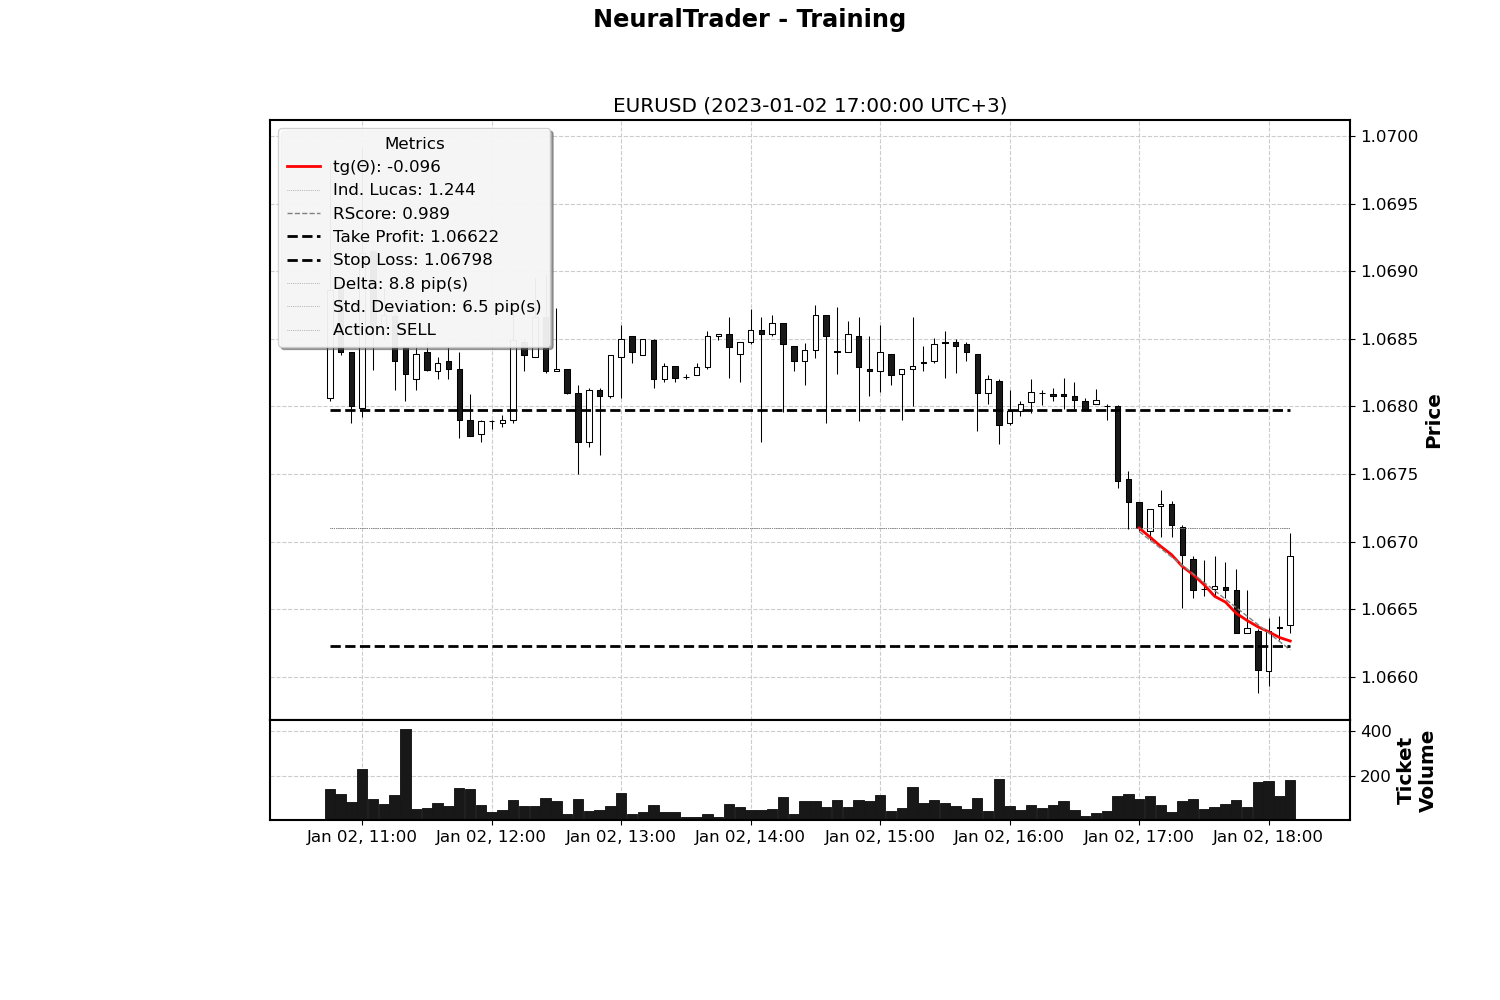 NeuralTrader - Training
EURUSD (2023-01-02 17:00:00 UTC+3)
Metrics
tg(Θ): -0.096
Ind. Lucas: 1.244
RScore: 0.989
Take Profit: 1.06622
Stop Loss: 1.06798
Delta: 8.8 pip(s)
Std. Deviation: 6.5 pip(s)
Action: SELL
1.0700
1.0695
1.0690
1.0685
1.0680
1.0675
1.0670
1.0665
1.0660
Price
400
200
Ticket
Volume
Jan 02, 11:00 Jan 02, 12:00 Jan 02, 13:00 Jan 02, 14:00 Jan 02, 15:00 Jan 02, 16:00 Jan 02, 17:00 Jan 02, 18:00